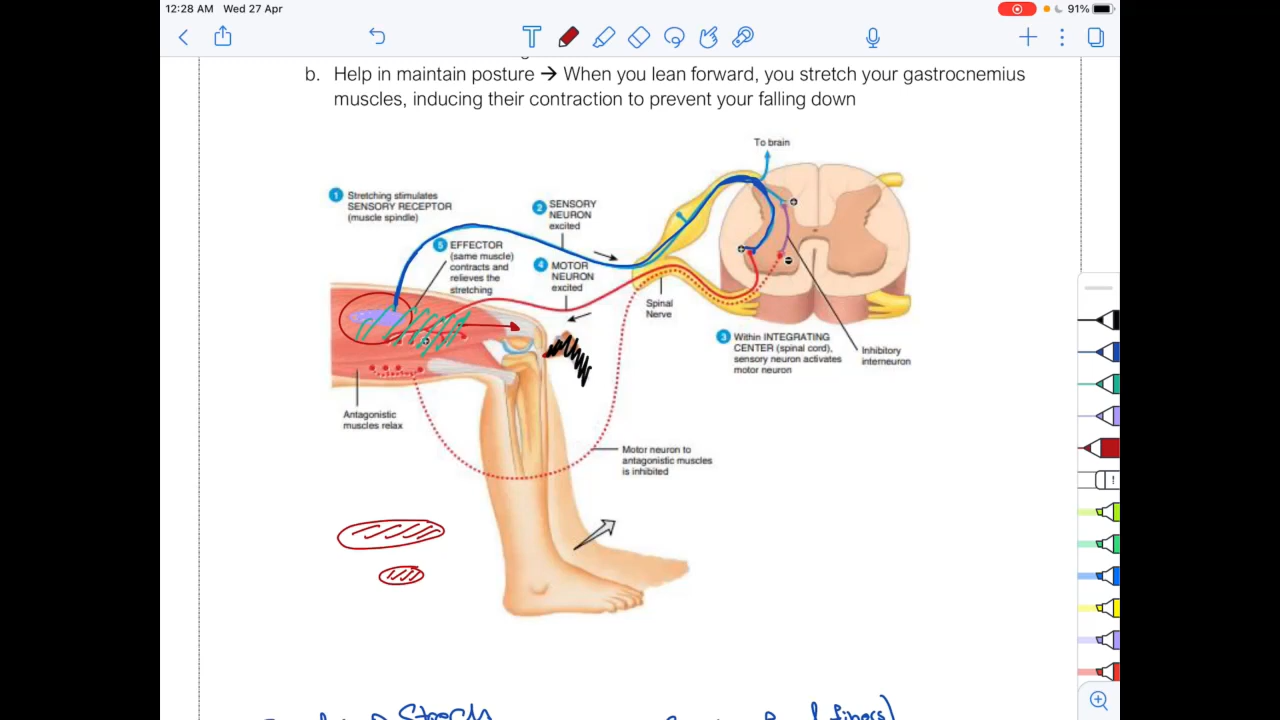 12:28 AM Wed 27 Apr
91%
b. Help in maintain posture → When you lean forward, you stretch your gastrocnemius
muscles, inducing their contraction to prevent your falling down
To brain
1 Stretching stimulates
SENSORY RECEPTOR
(muscle spindle)
2 SENSORY
NEURON
excited
5 EFFECTOR
(same muscle)
contracts and
relieves the
stretching
4 MOTOR
NEURON
excited
Spinal
Nerve
3 Within INTEGRATING
CENTER (spinal cord),
sensory neuron activates
motor neuron
Inhibitory
interneuron
Antagonistic
muscles relax
Motor neuron to
antagonistic muscles
is inhibited
Stretch
fibers)